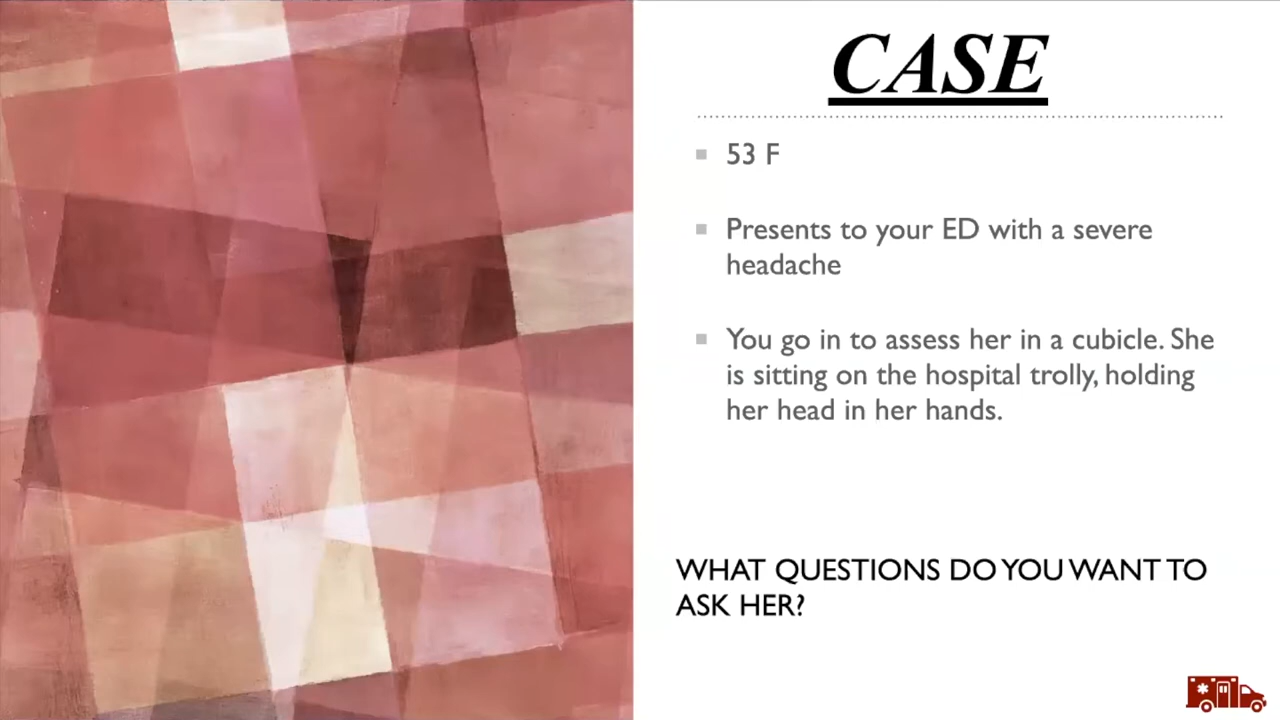 CASE
53 F
Presents to your ED with a severe
headache
You go in to assess her in a cubicle. She
is sitting on the hospital trolly, holding
her head in her hands.
WHAT QUESTIONS DO YOU WANT TO
ASK HER?